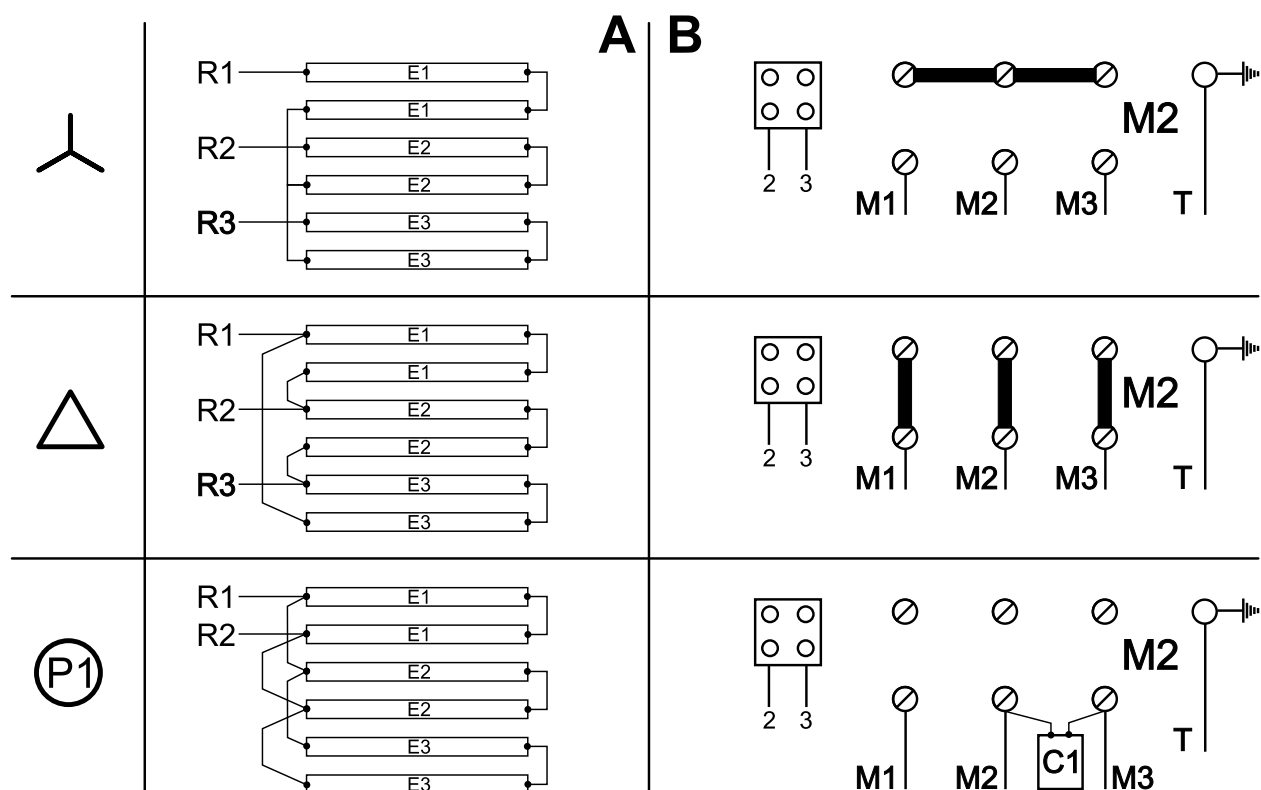 A B
R1 E1
E1
R2 E2
E2
R3 E3
E3
M2
2 3
M1 M2 M3 T
R1 E1
E1
R2 E2
E2
R3 E3
E3
M2
2 3
M1 M2 M3 T
P1
R1 E1
R2 E1
E2
E2
E3
E3
M2
2 3
T
C1
M1 M2 M3